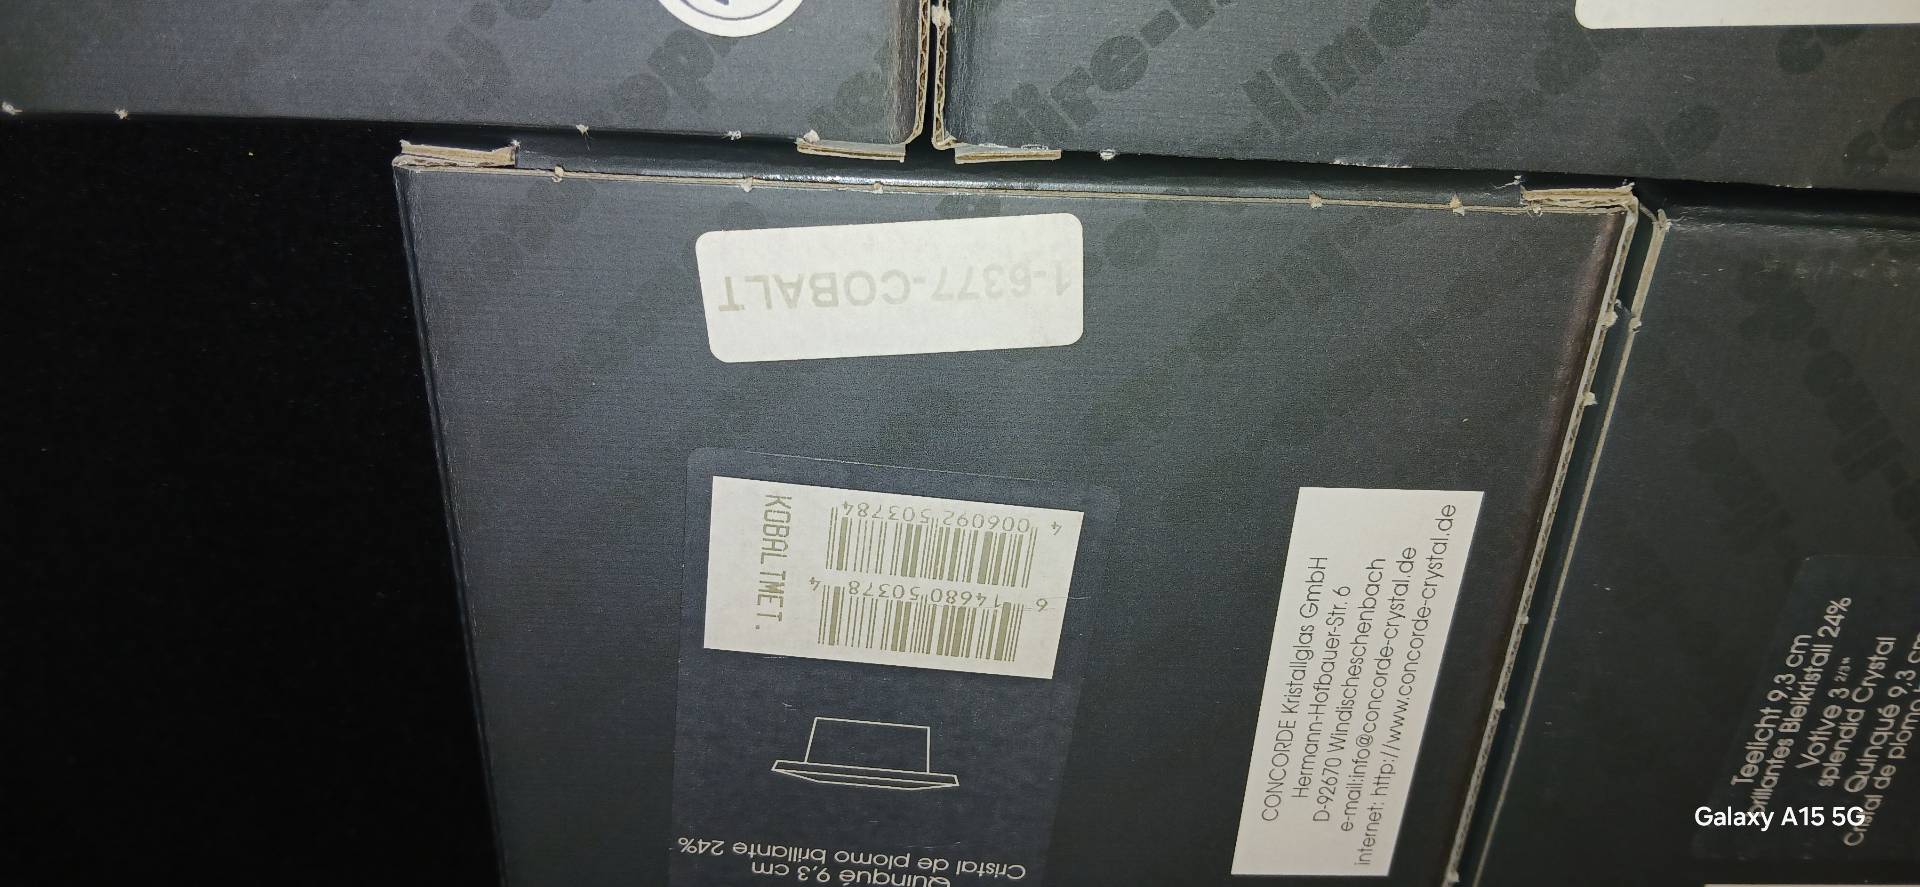 1-6377-COBALT
4 006092 503784
6 14680 50378 4
KOBALTMET.
Cristal de plomo brillante 24%
Quinqué 9,3 cm
CONCORDE Kristallglas GmbH
Hermann-Hofbauer-Str. 6
D-92670 Windischeschenbach
e-mail:info@concorde-crystal.de
internet: http://www.concorde-crystal.de
Teelicht 9,3 cm
brillantes Bleikristall 24%
Votive 3 2/3"
splendid Crystal
Quinqué 9,3 cm
Cristal de plomo
Galaxy A15 5G